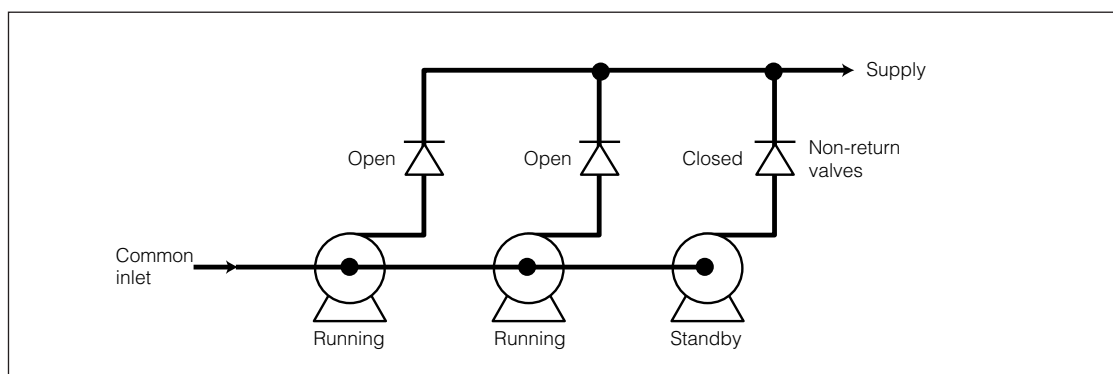 Supply
Open
Open
Closed
Non-return
valves
Common
inlet
Running
Running
Standby